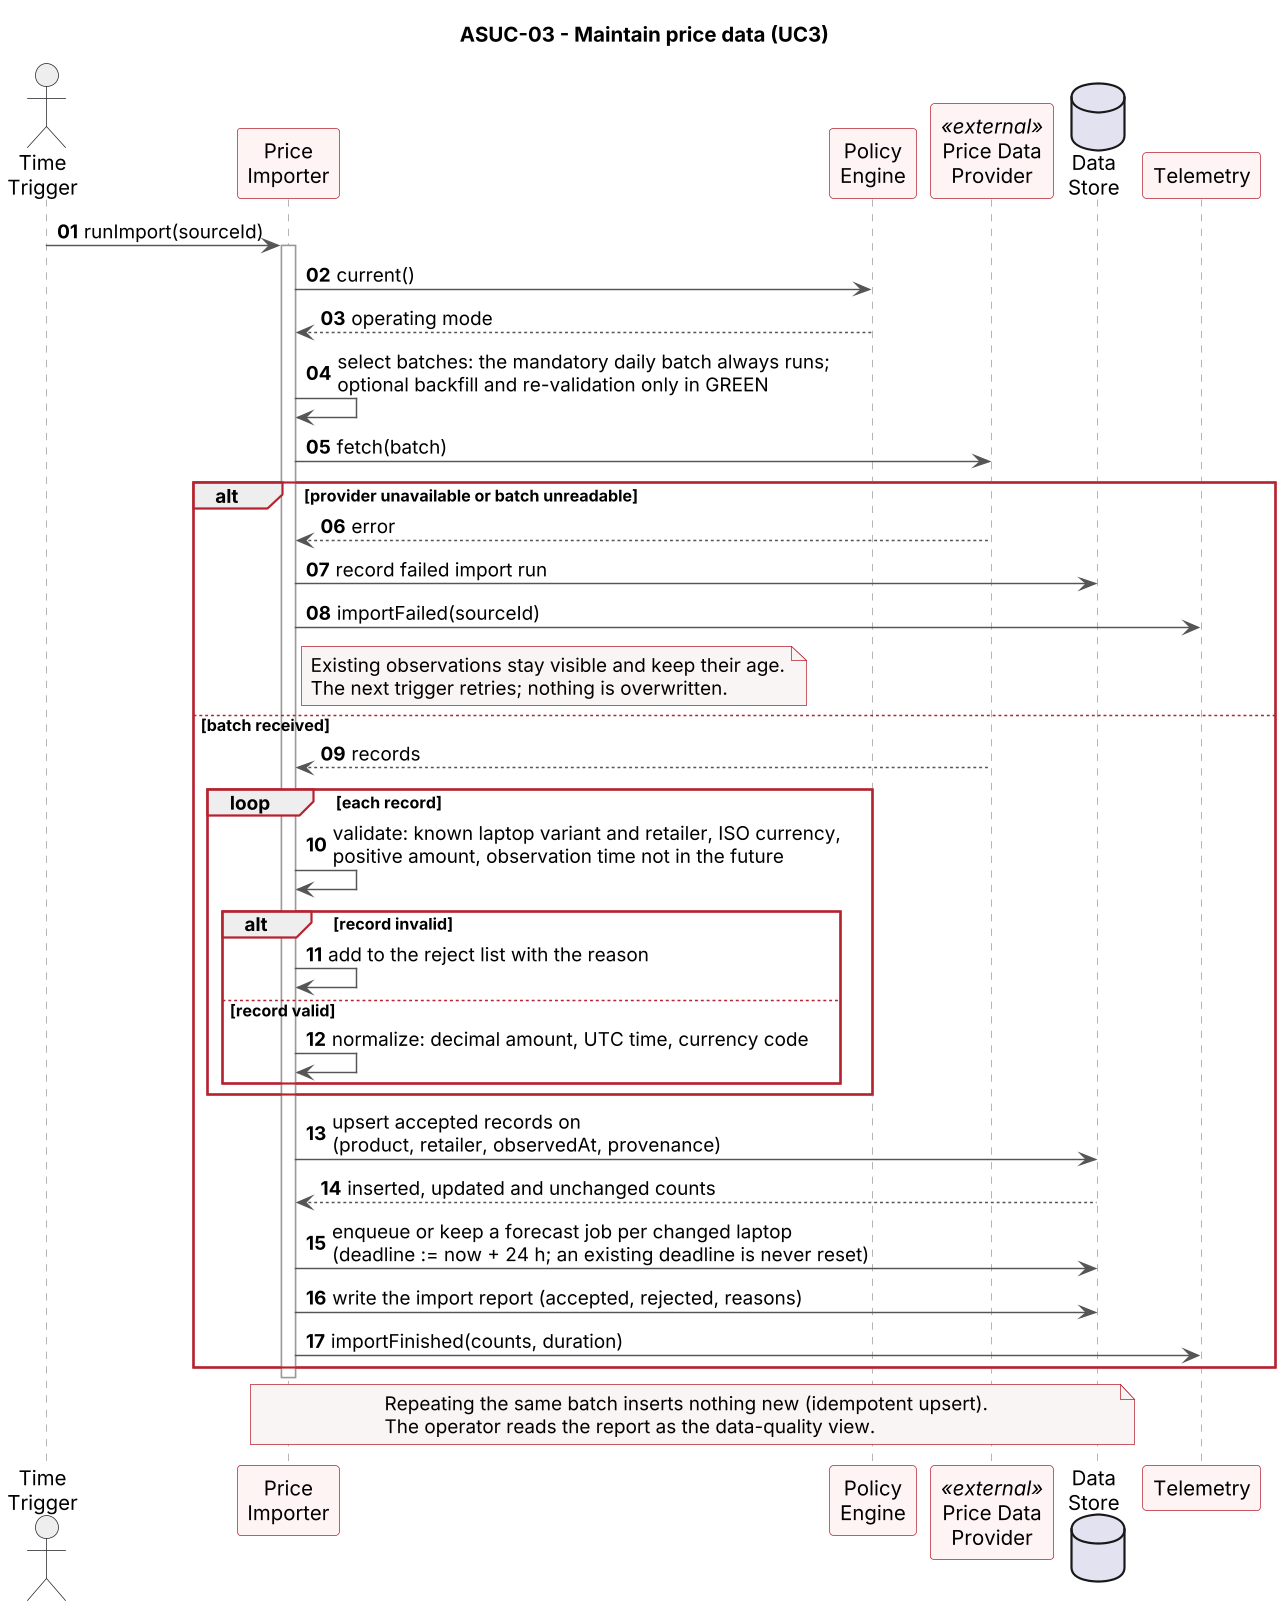 ASUC-03 - Maintain price data (UC3)
Time
Trigger
Price
Importer
Policy
Engine
«external»
Price Data
Provider
Data
Store
Telemetry
01 runImport(sourceId)
02 current()
03 operating mode
04 select batches: the mandatory daily batch always runs;
optional backfill and re-validation only in GREEN
05 fetch(batch)
alt [provider unavailable or batch unreadable]
06 error
07 record failed import run
08 importFailed(sourceId)
Existing observations stay visible and keep their age.
The next trigger retries; nothing is overwritten.
[batch received]
09 records
loop [each record]
10 validate: known laptop variant and retailer, ISO currency,
positive amount, observation time not in the future
alt [record invalid]
11 add to the reject list with the reason
[record valid]
12 normalize: decimal amount, UTC time, currency code
13 upsert accepted records on
(product, retailer, observedAt, provenance)
14 inserted, updated and unchanged counts
15 enqueue or keep a forecast job per changed laptop
(deadline := now + 24 h; an existing deadline is never reset)
16 write the import report (accepted, rejected, reasons)
17 importFinished(counts, duration)
Repeating the same batch inserts nothing new (idempotent upsert).
The operator reads the report as the data-quality view.
Time
Trigger
Price
Importer
Policy
Engine
«external»
Price Data
Provider
Data
Store
Telemetry